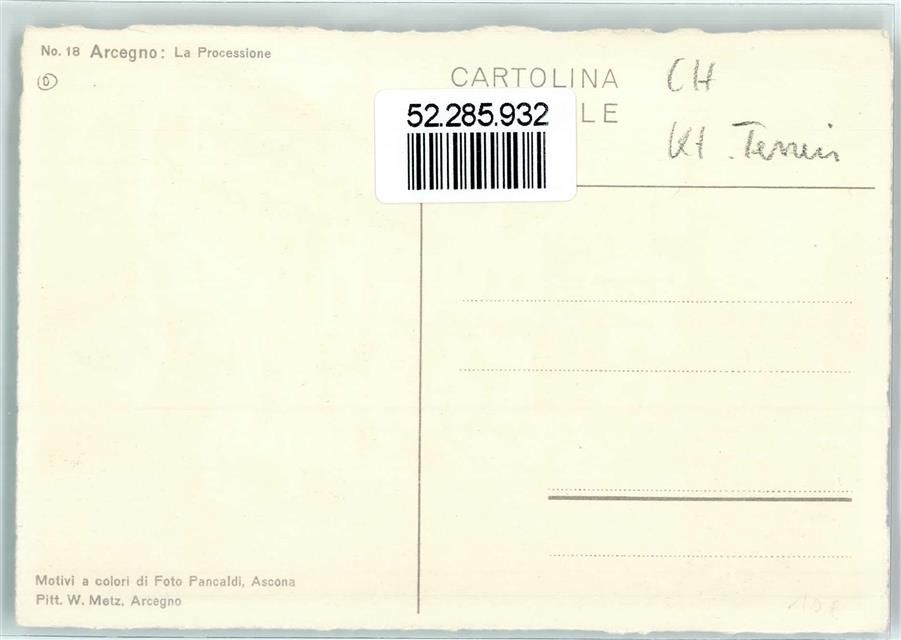 No. 18 Arcegno: La Processione
CARTOLINA
LE
52.285.932
CH
Kt. Tessin
Motivi a colori di Foto Pancaldi, Ascona
Pitt. W. Metz, Arcegno